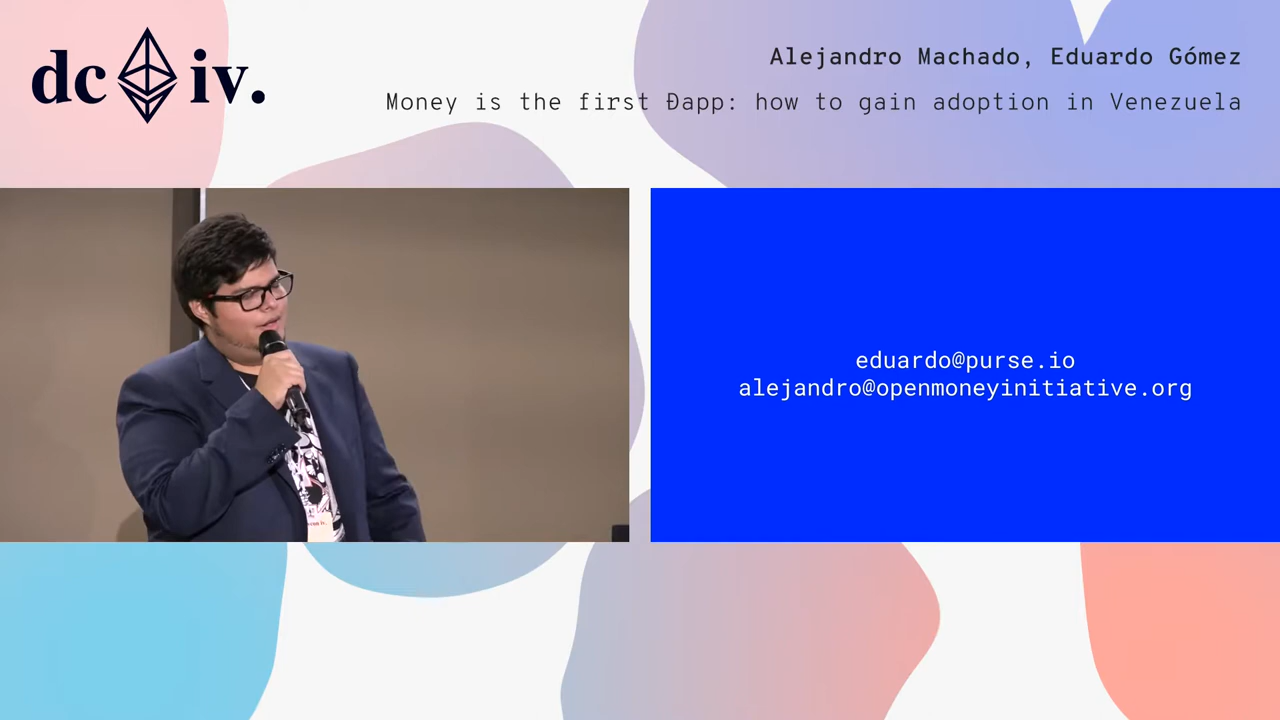 dc iv.
Alejandro Machado, Eduardo Gómez
Money is the first Ðapp: how to gain adoption in Venezuela
eduardo@purse.io
alejandro@openmoneyinitiative.org